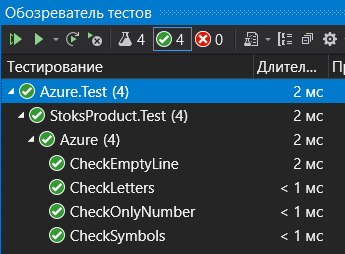 Обозреватель тестов
4 4 0
Тестирование Длител... Пр
Azure.Test (4) 2 мс
StoksProduct.Test (4) 2 мс
Azure (4) 2 мс
CheckEmptyLine 2 мс
CheckLetters < 1 мс
CheckOnlyNumber < 1 мс
CheckSymbols < 1 мс